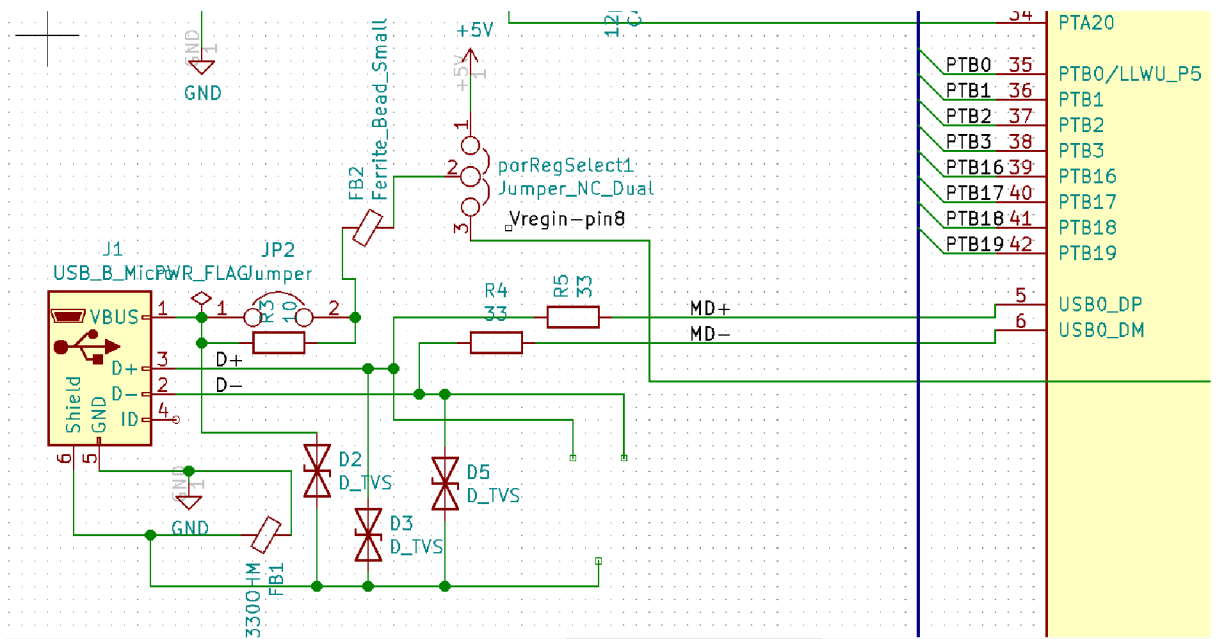 34 PTA20
+5V
+5V
1
GND
1
GND
Ferrite_Bead_Small
FB2
PTB0 35 PTB0/LLWU_P5
PTB1 36 PTB1
PTB2 37 PTB2
PTB3 38 PTB3
PTB16 39 PTB16
PTB17 40 PTB17
PTB18 41 PTB18
PTB19 42 PTB19
1
2
3
porRegSelect1
Jumper_NC_Dual
Vregin-pin8
J1
USB_B_Micro
PWR_FLAG
JP2
Jumper
1
2
R3
10
R4
33
R5
33
MD+
MD-
5 USB0_DP
6 USB0_DM
VBUS 1
D+ 3
D- 2
ID 4
Shield
GND
6
5
D+
D-
GND
1
GND
D2
D_TVS
D3
D_TVS
D5
D_TVS
330OHM
FB1